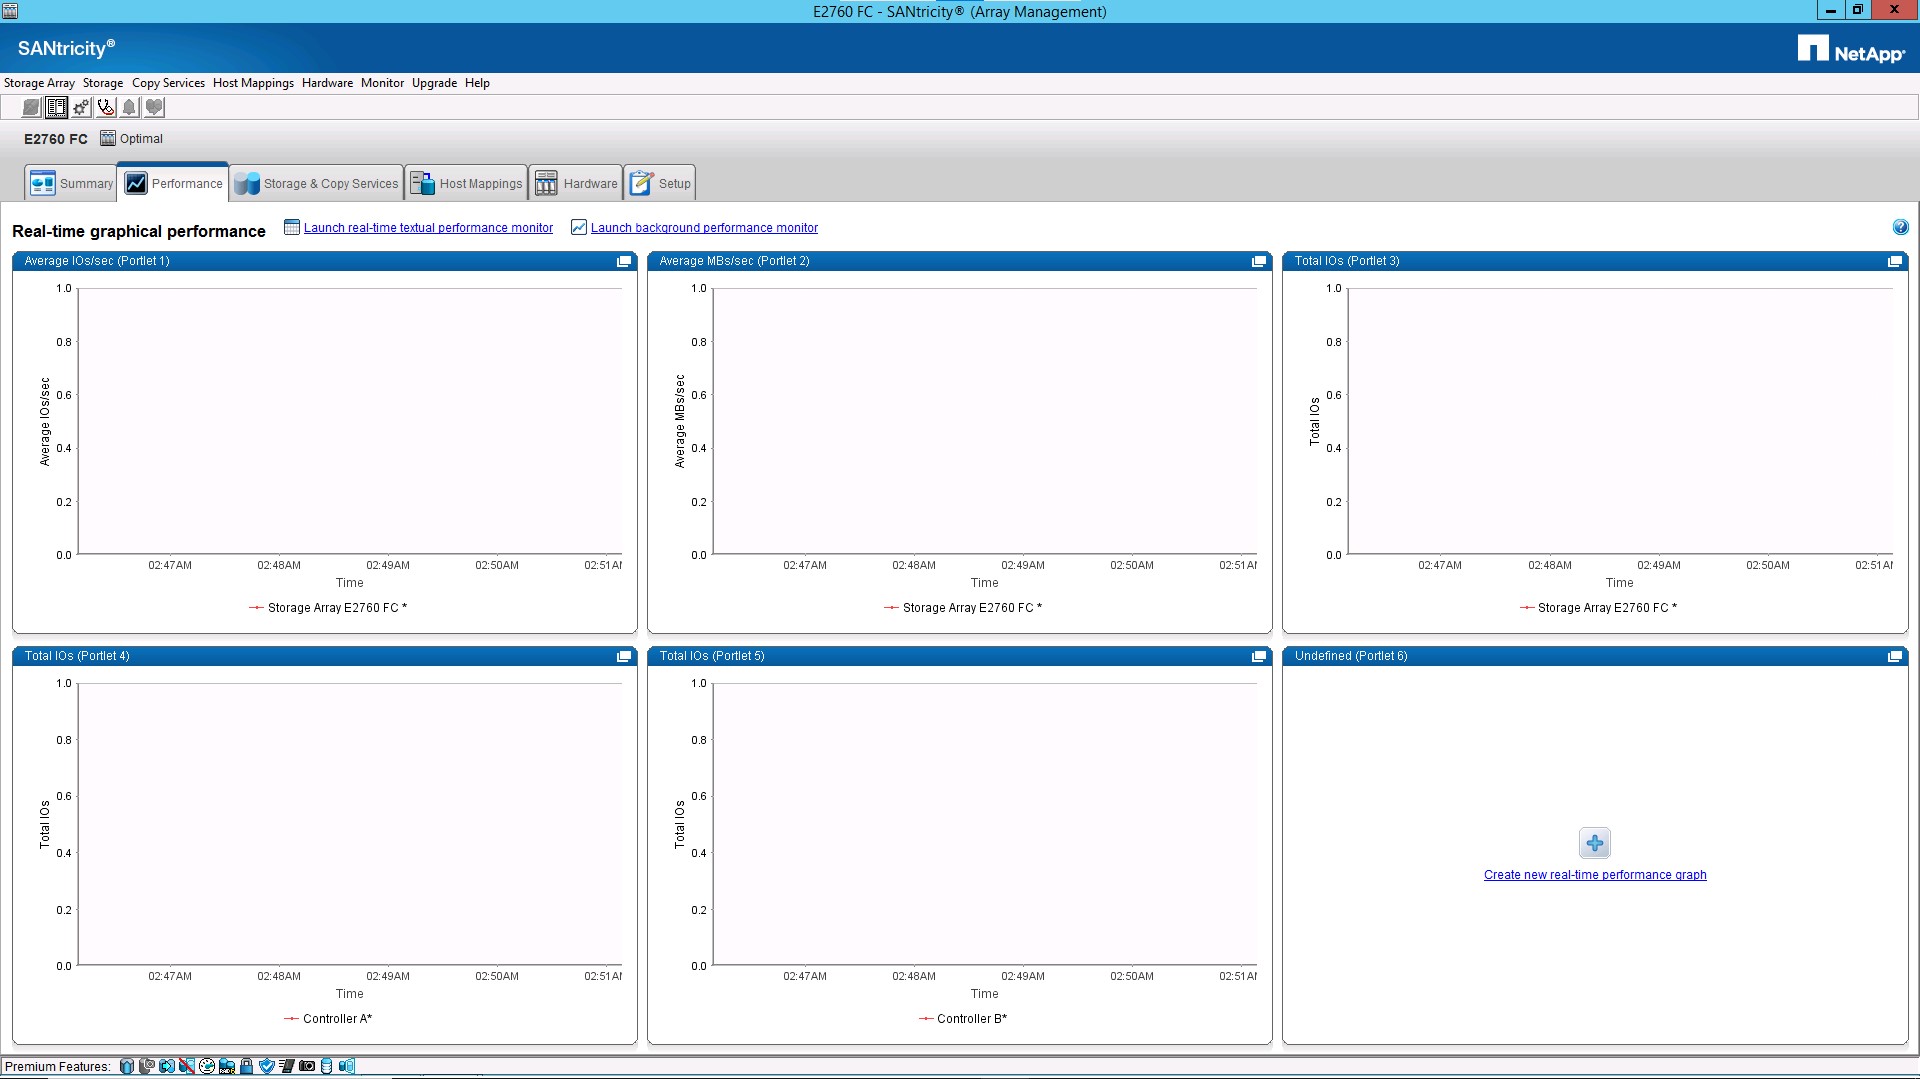 E2760 FC - SANtricity® (Array Management)
SANtricity®
NetApp®
Storage Array Storage Copy Services Host Mappings Hardware Monitor Upgrade Help
E2760 FC Optimal
Summary Performance Storage & Copy Services Host Mappings Hardware Setup
Real-time graphical performance Launch real-time textual performance monitor Launch background performance monitor
Average IOs/sec (Portlet 1)
1.0
0.8
0.6
0.4
0.2
0.0
Average IOs/sec
02:47AM 02:48AM 02:49AM 02:50AM 02:51A
Time
Storage Array E2760 FC *
Average MBs/sec (Portlet 2)
1.0
0.8
0.6
0.4
0.2
0.0
Average MBs/sec
02:47AM 02:48AM 02:49AM 02:50AM 02:51A
Time
Storage Array E2760 FC *
Total IOs (Portlet 3)
1.0
0.8
0.6
0.4
0.2
0.0
Total IOs
02:47AM 02:48AM 02:49AM 02:50AM 02:51A
Time
Storage Array E2760 FC *
Total IOs (Portlet 4)
1.0
0.8
0.6
0.4
0.2
0.0
Total IOs
02:47AM 02:48AM 02:49AM 02:50AM 02:51A
Time
Controller A*
Total IOs (Portlet 5)
1.0
0.8
0.6
0.4
0.2
0.0
Total IOs
02:47AM 02:48AM 02:49AM 02:50AM 02:51A
Time
Controller B*
Undefined (Portlet 6)
Create new real-time performance graph
Premium Features: